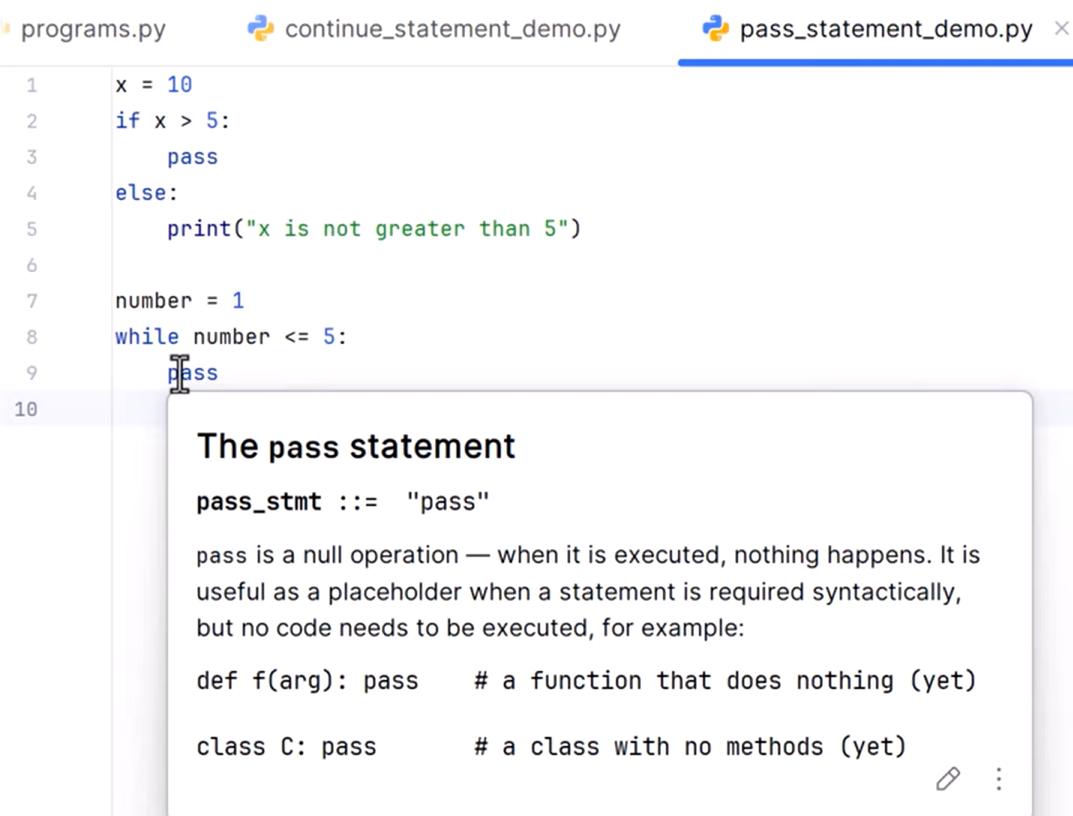 programs.py continue_statement_demo.py pass_statement_demo.py
1 x = 10
2 if x > 5:
3     pass
4 else:
5     print("x is not greater than 5")
6
7 number = 1
8 while number <= 5:
9     pass
10
The pass statement
pass_stmt ::=  "pass"
pass is a null operation — when it is executed, nothing happens. It is
useful as a placeholder when a statement is required syntactically,
but no code needs to be executed, for example:
def f(arg): pass    # a function that does nothing (yet)
class C: pass       # a class with no methods (yet)